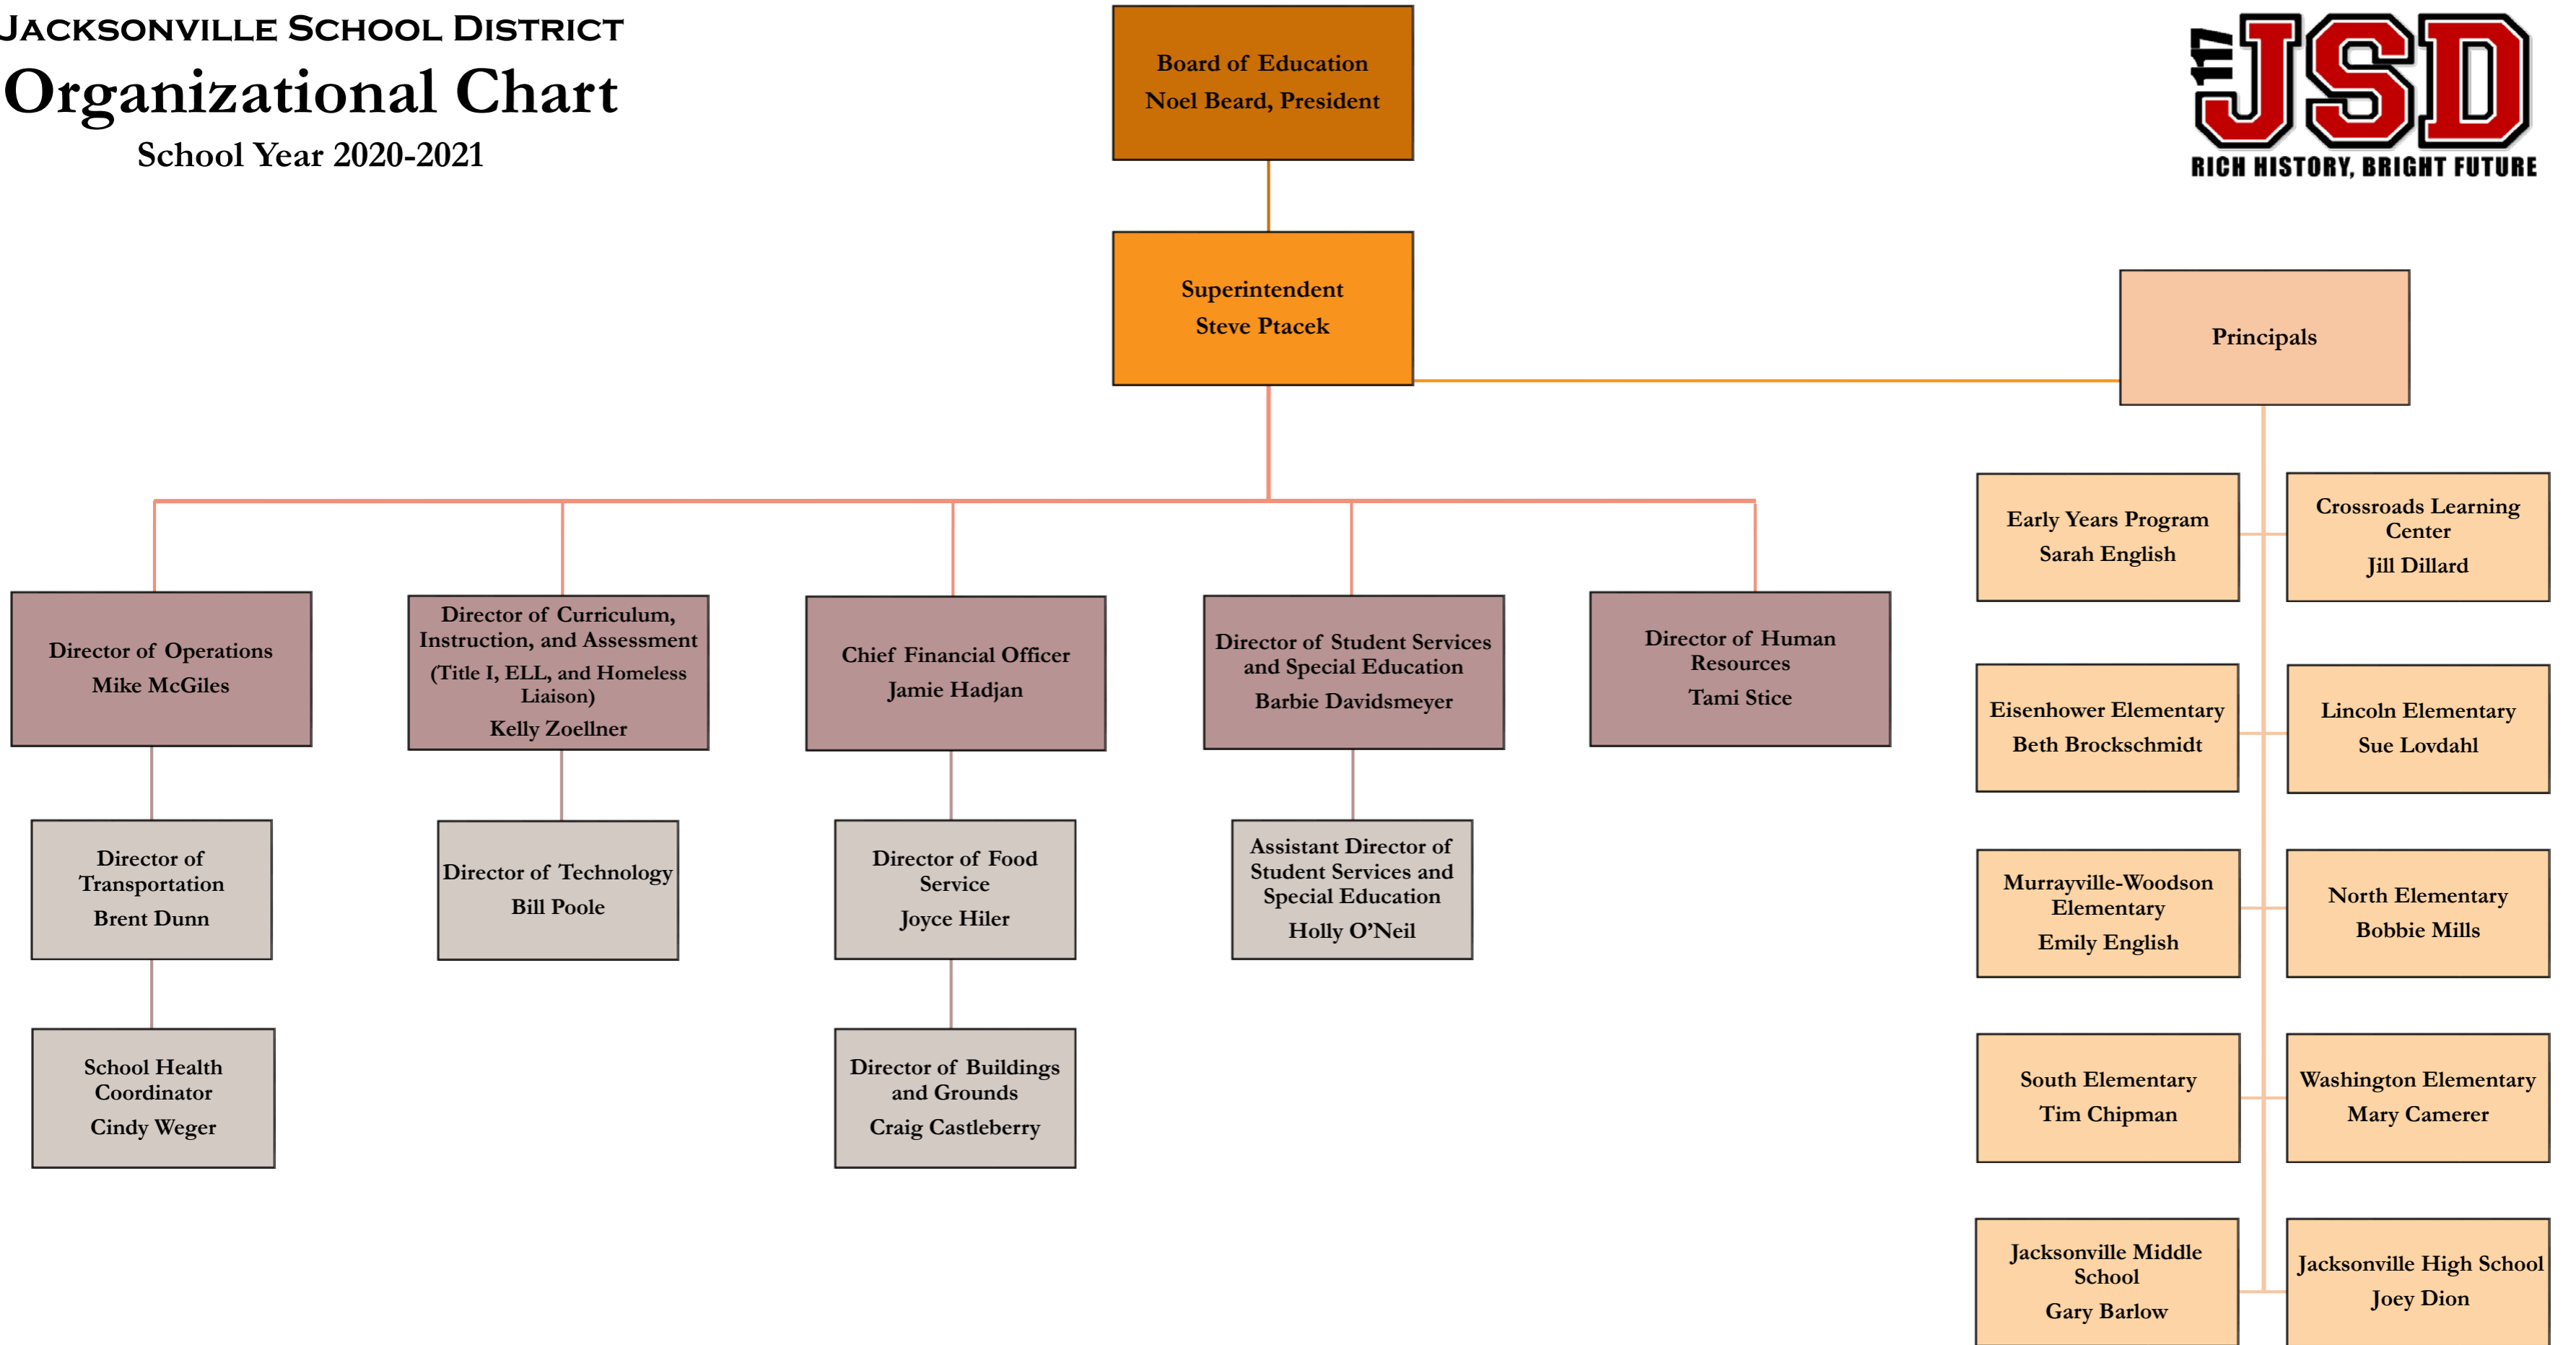 JACKSONVILLE SCHOOL DISTRICT
Organizational Chart
School Year 2020-2021
117
JSD
RICH HISTORY, BRIGHT FUTURE
Board of Education
Noel Beard, President
Superintendent
Steve Ptacek
Principals
Director of Operations
Mike McGiles
Director of Curriculum,
Instruction, and Assessment
(Title I, ELL, and Homeless
Liaison)
Kelly Zoellner
Chief Financial Officer
Jamie Hadjan
Director of Student Services
and Special Education
Barbie Davidsmeyer
Director of Human
Resources
Tami Stice
Director of
Transportation
Brent Dunn
Director of Technology
Bill Poole
Director of Food
Service
Joyce Hiler
Assistant Director of
Student Services and
Special Education
Holly O’Neil
School Health
Coordinator
Cindy Weger
Director of Buildings
and Grounds
Craig Castleberry
Early Years Program
Sarah English
Crossroads Learning
Center
Jill Dillard
Eisenhower Elementary
Beth Brockschmidt
Lincoln Elementary
Sue Lovdahl
Murrayville-Woodson
Elementary
Emily English
North Elementary
Bobbie Mills
South Elementary
Tim Chipman
Washington Elementary
Mary Camerer
Jacksonville Middle
School
Gary Barlow
Jacksonville High School
Joey Dion